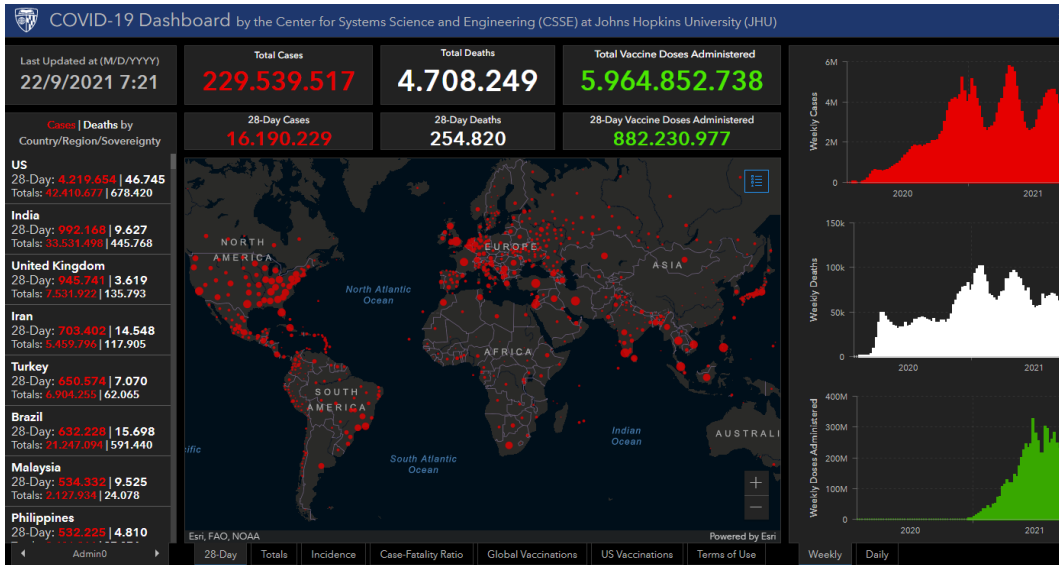 COVID-19 Dashboard by the Center for Systems Science and Engineering (CSSE) at Johns Hopkins University (JHU)
Last Updated at (M/D/YYYY)
22/9/2021 7:21
Cases | Deaths by
Country/Region/Sovereignty
US
28-Day: 4.219.654 | 46.745
Totals: 42.410.677 | 678.420
India
28-Day: 992.168 | 9.627
Totals: 33.531.498 | 445.768
United Kingdom
28-Day: 945.741 | 3.619
Totals: 7.531.922 | 135.793
Iran
28-Day: 703.402 | 14.548
Totals: 5.459.796 | 117.905
Turkey
28-Day: 650.574 | 7.070
Totals: 6.904.255 | 62.065
Brazil
28-Day: 632.228 | 15.698
Totals: 21.247.094 | 591.440
Malaysia
28-Day: 534.332 | 9.525
Totals: 2.127.934 | 24.078
Philippines
28-Day: 532.225 | 4.810
Admin0
Total Cases
229.539.517
Total Deaths
4.708.249
Total Vaccine Doses Administered
5.964.852.738
28-Day Cases
16.190.229
28-Day Deaths
254.820
28-Day Vaccine Doses Administered
882.230.977
NORTH
AMERICA
EUROPE
ASIA
North Atlantic
Ocean
AFRICA
SOUTH
AMERICA
Indian
Ocean
AUSTRALI
ific
South Atlantic
Ocean
+
−
Esri, FAO, NOAA
Powered by Esri
28-Day
Totals
Incidence
Case-Fatality Ratio
Global Vaccinations
US Vaccinations
Terms of Use
Weekly Cases
6M
4M
2M
0
2020
2021
Weekly Deaths
150k
100k
50k
0
2020
2021
Weekly Doses Administered
400M
300M
200M
100M
0
2020
2021
Weekly
Daily